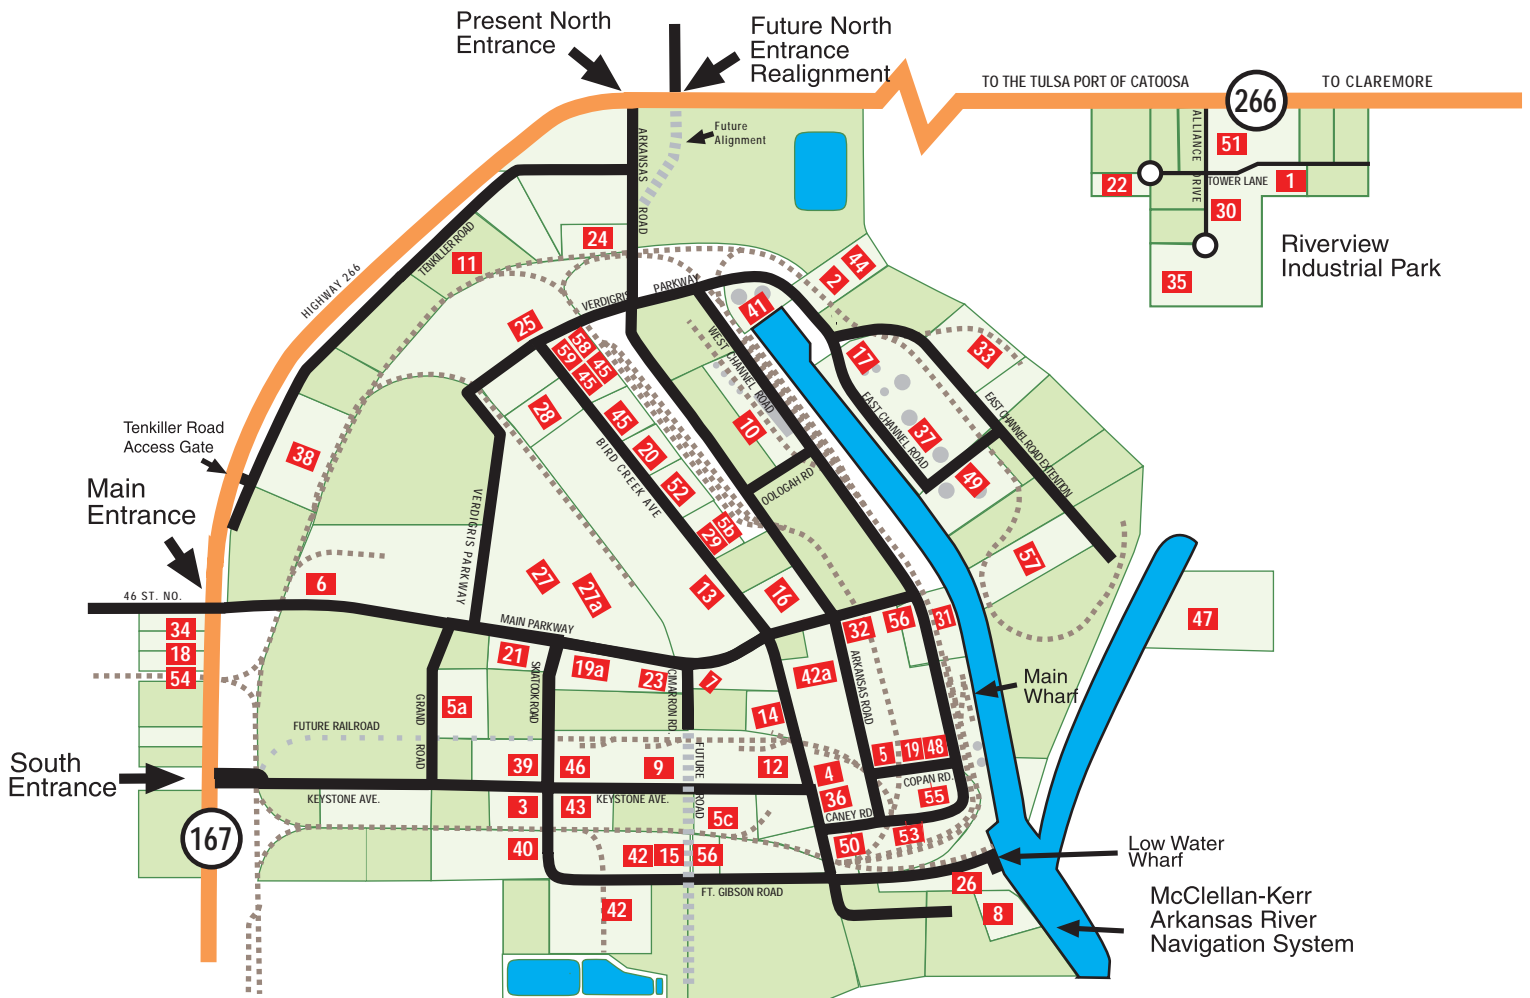 Present North
Entrance
Future North
Entrance
Realignment
TO THE TULSA PORT OF CATOOSA
266
TO CLAREMORE
Future
Alignment
ARKANSAS ROAD
ALLIANCE DRIVE
51
22
TOWER LANE
1
30
35
Riverview
Industrial Park
24
TENKILLER ROAD
11
HIGHWAY 266
44
2
VERDIGRIS PARKWAY
41
25
58
59
45
45
WEST CHANNEL ROAD
17
33
28
45
10
EAST CHANNEL ROAD
37
EAST CHANNEL ROAD EXTENTION
Tenkiller Road
Access Gate
38
BIRD CREEK AVE
20
52
OOLOGAH RD
49
Main
Entrance
VERDIGRIS PARKWAY
5b
29
57
6
27
27a
13
16
46 ST. NO.
MAIN PARKWAY
34
18
54
21
SKIATOOK ROAD
19a
23
CIMARRON RD.
7
32
56
31
47
42a
ARKANSAS ROAD
Main
Wharf
GRAND ROAD
5a
14
FUTURE RAILROAD
FUTURE ROAD
5
19
48
South
Entrance
39
46
9
12
4
COPAN RD.
KEYSTONE AVE.
3
43
KEYSTONE AVE.
5c
36
55
CANEY RD
167
40
42
15
56
50
53
Low Water
Wharf
FT. GIBSON ROAD
26
42
8
McClellan-Kerr
Arkansas River
Navigation System